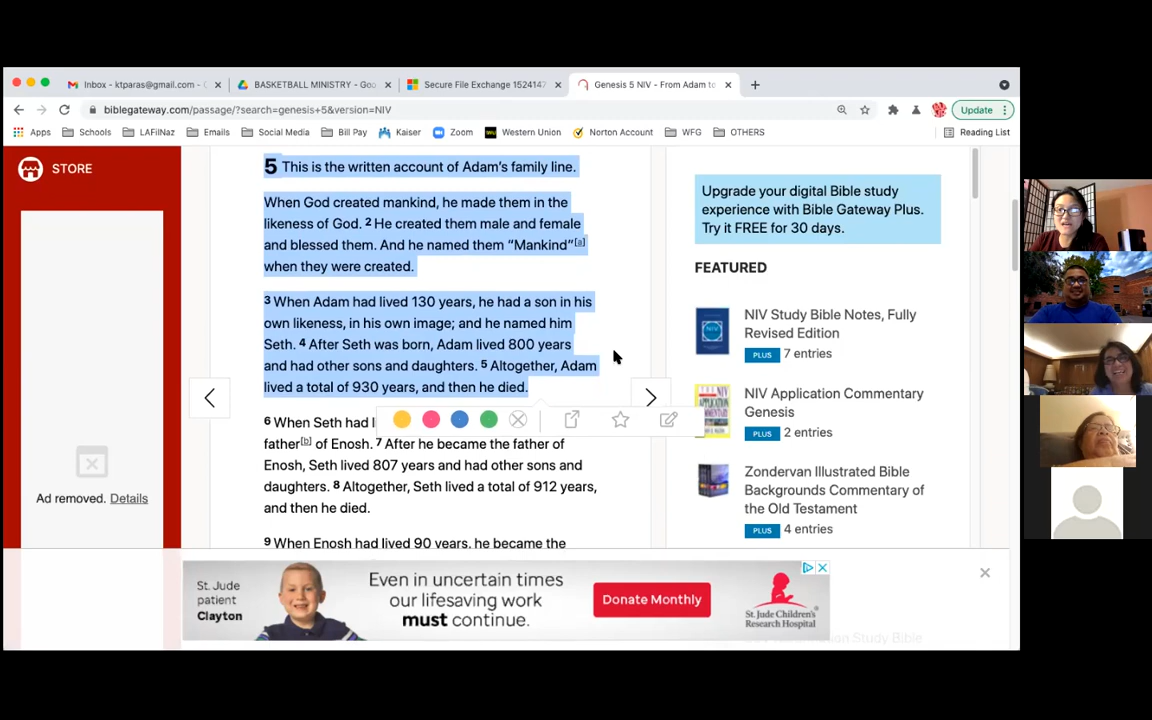 Inbox - ktparas@gmail.com -
BASKETBALL MINISTRY - Goo
Secure File Exchange 1524147
Genesis 5 NIV - From Adam to
biblegateway.com/passage/?search=genesis+5&version=NIV
Update
Apps
Schools
LAFilNaz
Emails
Social Media
Bill Pay
Kaiser
Zoom
Western Union
Norton Account
WFG
OTHERS
Reading List
STORE
Ad removed. Details
5 This is the written account of Adam's family line.
When God created mankind, he made them in the
likeness of God. 2 He created them male and female
and blessed them. And he named them “Mankind”[a]
when they were created.
3 When Adam had lived 130 years, he had a son in his
own likeness, in his own image; and he named him
Seth. 4 After Seth was born, Adam lived 800 years
and had other sons and daughters. 5 Altogether, Adam
lived a total of 930 years, and then he died.
6 When Seth had l
father[b] of Enosh. 7 After he became the father of
Enosh, Seth lived 807 years and had other sons and
daughters. 8 Altogether, Seth lived a total of 912 years,
and then he died.
9 When Enosh had lived 90 years, he became the
Upgrade your digital Bible study
experience with Bible Gateway Plus.
Try it FREE for 30 days.
FEATURED
NIV Study Bible Notes, Fully
Revised Edition
PLUS 7 entries
NIV Application Commentary
Genesis
PLUS 2 entries
Zondervan Illustrated Bible
Backgrounds Commentary of
the Old Testament
PLUS 4 entries
St. Jude
patient
Clayton
Even in uncertain times
our lifesaving work
must continue.
Donate Monthly
St. Jude Children's
Research Hospital
Study Bible